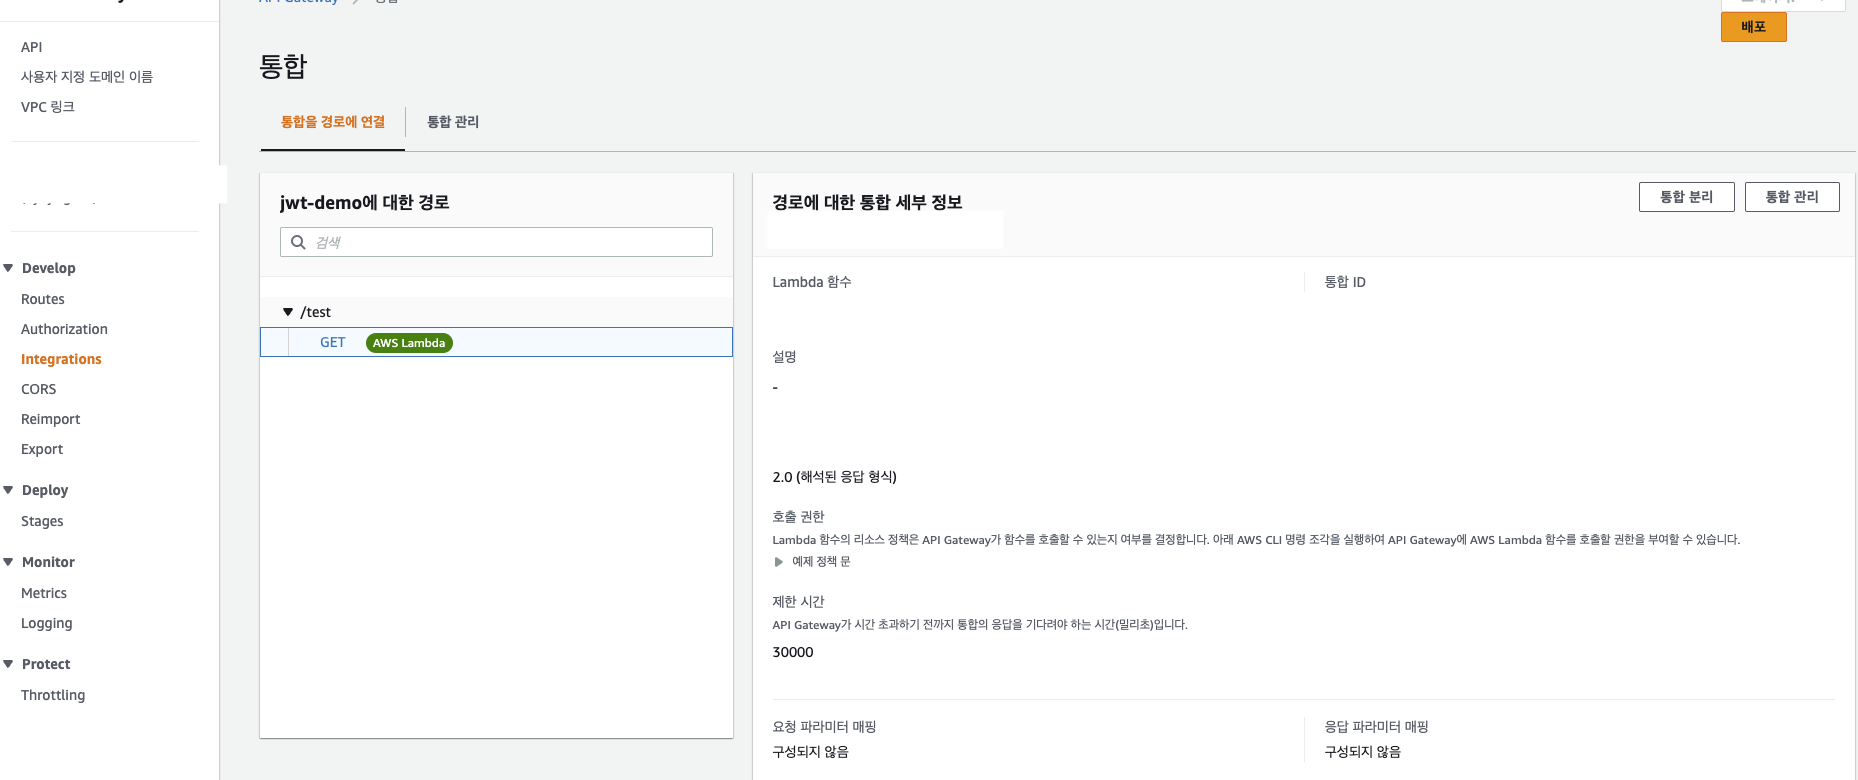 API Gateway > 통합
배포
API
사용자 지정 도메인 이름
VPC 링크
Develop
Routes
Authorization
Integrations
CORS
Reimport
Export
Deploy
Stages
Monitor
Metrics
Logging
Protect
Throttling
통합
통합을 경로에 연결
통합 관리
jwt-demo에 대한 경로
검색
/test
GET AWS Lambda
경로에 대한 통합 세부 정보
통합 분리
통합 관리
Lambda 함수
통합 ID
설명
-
2.0 (해석된 응답 형식)
호출 권한
Lambda 함수의 리소스 정책은 API Gateway가 함수를 호출할 수 있는지 여부를 결정합니다. 아래 AWS CLI 명령 조각을 실행하여 API Gateway에 AWS Lambda 함수를 호출할 권한을 부여할 수 있습니다.
예제 정책 문
제한 시간
API Gateway가 시간 초과하기 전까지 통합의 응답을 기다려야 하는 시간(밀리초)입니다.
30000
요청 파라미터 매핑
구성되지 않음
응답 파라미터 매핑
구성되지 않음